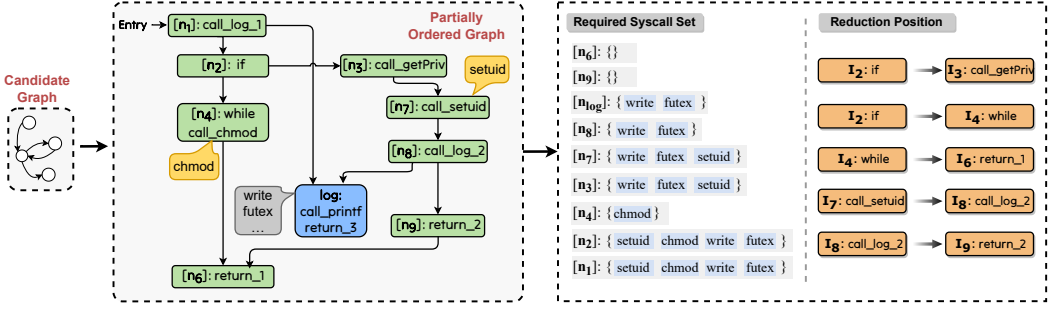 Candidate
Graph
Partially
Ordered Graph
Entry
[n1]: call_log_1
[n2]: if
[n3]: call_getPriv
setuid
[n7]: call_setuid
[n4]: while
call_chmod
chmod
[n8]: call_log_2
write
futex
...
log:
call_printf
return_3
[n9]: return_2
[n6]: return_1
Required Syscall Set
[n6]: {}
[n9]: {}
[nlog]: { write futex }
[n8]: { write futex }
[n7]: { write futex setuid }
[n3]: { write futex setuid }
[n4]: {chmod}
[n2]: { setuid chmod write futex }
[n1]: { setuid chmod write futex }
Reduction Position
I2: if I3: call_getPriv
I2: if I4: while
I4: while I6: return_1
I7: call_setuid I8: call_log_2
I8: call_log_2 I9: return_2